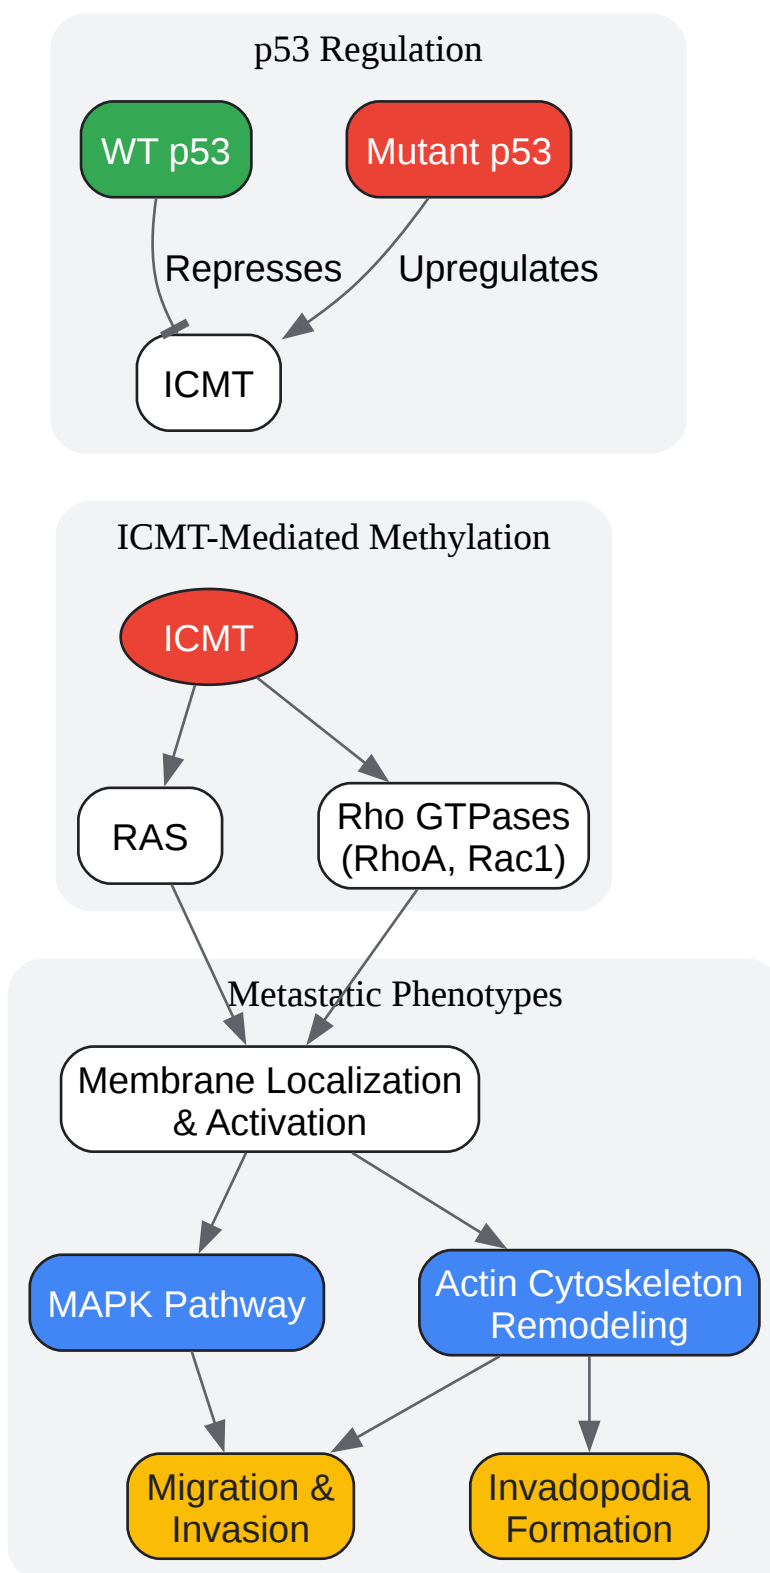 p53 Regulation
WT p53
Mutant p53
Represses
Upregulates
ICMT
ICMT-Mediated Methylation
ICMT
RAS
Rho GTPases
(RhoA, Rac1)
Metastatic Phenotypes
Membrane Localization
& Activation
MAPK Pathway
Actin Cytoskeleton
Remodeling
Migration &
Invasion
Invadopodia
Formation